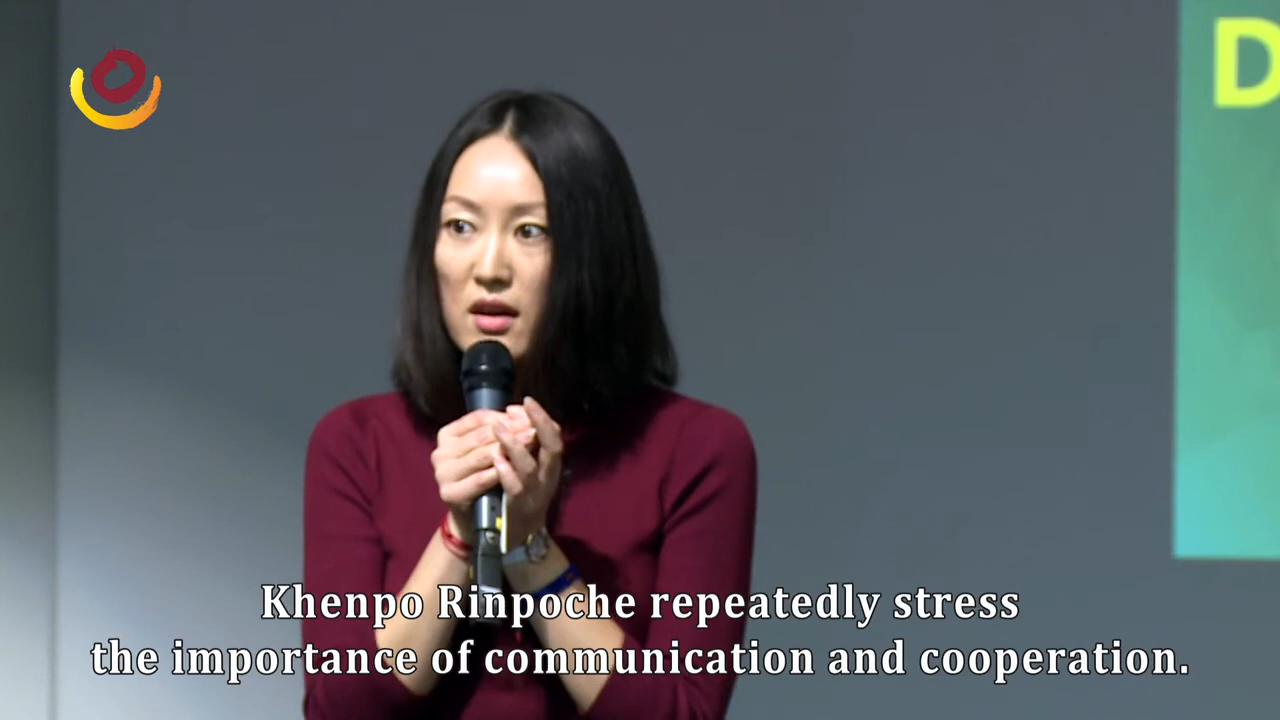 D
Khenpo Rinpoche repeatedly stress
the importance of communication and cooperation.